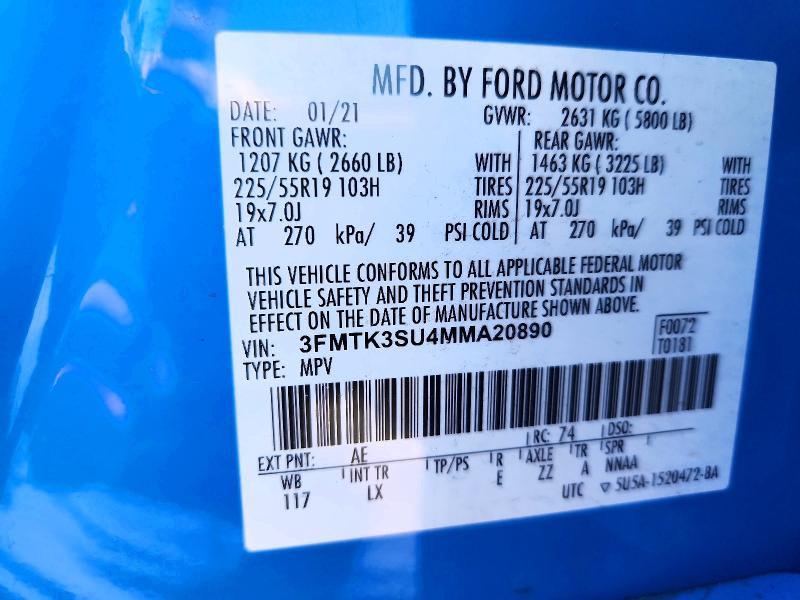 MFD. BY FORD MOTOR CO.
DATE: 01/21 GVWR: 2631 KG ( 5800 LB)
FRONT GAWR: REAR GAWR:
1207 KG ( 2660 LB) WITH 1463 KG ( 3225 LB) WITH
225/55R19 103H TIRES 225/55R19 103H TIRES
19x7.0J RIMS 19x7.0J RIMS
AT 270 kPa/ 39 PSI COLD AT 270 kPa/ 39 PSI COLD
THIS VEHICLE CONFORMS TO ALL APPLICABLE FEDERAL MOTOR
VEHICLE SAFETY AND THEFT PREVENTION STANDARDS IN
EFFECT ON THE DATE OF MANUFACTURE SHOWN ABOVE.
VIN: 3FMTK3SU4MMA20890 F0072
TYPE: MPV T0181
EXT PNT: AE RC: 74 DSO:
WB INT TR TP/PS R AXLE TR SPR
117 LX E ZZ A NNAA
UTC ▽ 5U5A-1520472-BA